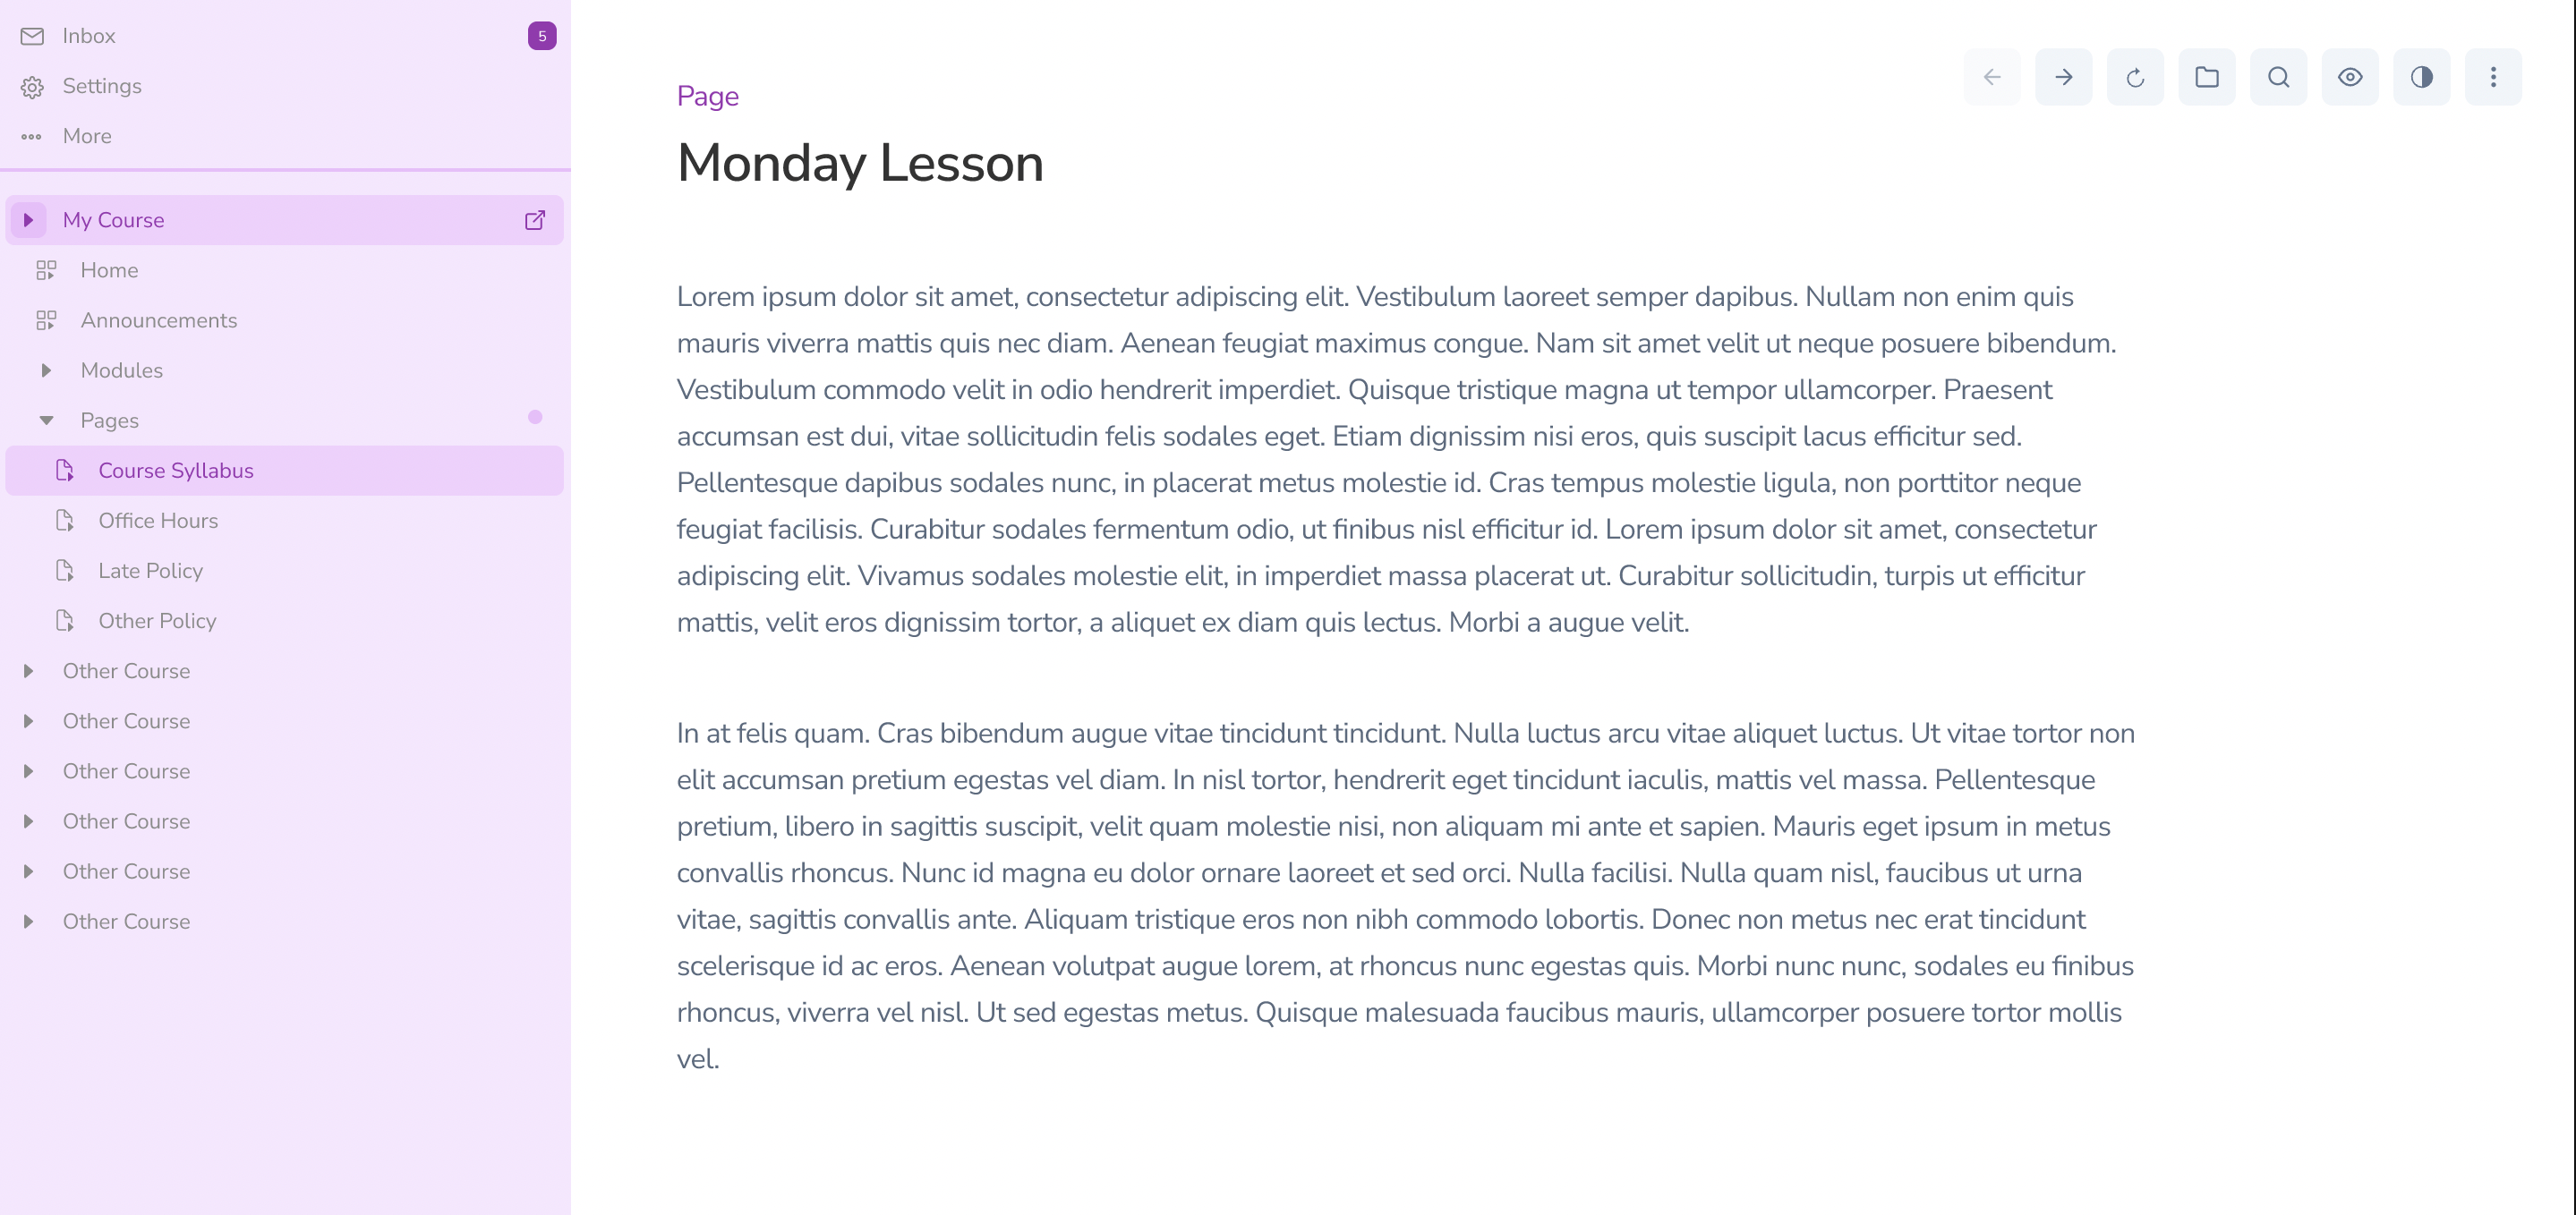 Inbox
5
Settings
More
My Course
Home
Announcements
Modules
Pages
Course Syllabus
Office Hours
Late Policy
Other Policy
Other Course
Other Course
Other Course
Other Course
Other Course
Other Course
Page
Monday Lesson
Lorem ipsum dolor sit amet, consectetur adipiscing elit. Vestibulum laoreet semper dapibus. Nullam non enim quis
mauris viverra mattis quis nec diam. Aenean feugiat maximus congue. Nam sit amet velit ut neque posuere bibendum.
Vestibulum commodo velit in odio hendrerit imperdiet. Quisque tristique magna ut tempor ullamcorper. Praesent
accumsan est dui, vitae sollicitudin felis sodales eget. Etiam dignissim nisi eros, quis suscipit lacus efficitur sed.
Pellentesque dapibus sodales nunc, in placerat metus molestie id. Cras tempus molestie ligula, non porttitor neque
feugiat facilisis. Curabitur sodales fermentum odio, ut finibus nisl efficitur id. Lorem ipsum dolor sit amet, consectetur
adipiscing elit. Vivamus sodales molestie elit, in imperdiet massa placerat ut. Curabitur sollicitudin, turpis ut efficitur
mattis, velit eros dignissim tortor, a aliquet ex diam quis lectus. Morbi a augue velit.
In at felis quam. Cras bibendum augue vitae tincidunt tincidunt. Nulla luctus arcu vitae aliquet luctus. Ut vitae tortor non
elit accumsan pretium egestas vel diam. In nisl tortor, hendrerit eget tincidunt iaculis, mattis vel massa. Pellentesque
pretium, libero in sagittis suscipit, velit quam molestie nisi, non aliquam mi ante et sapien. Mauris eget ipsum in metus
convallis rhoncus. Nunc id magna eu dolor ornare laoreet et sed orci. Nulla facilisi. Nulla quam nisl, faucibus ut urna
vitae, sagittis convallis ante. Aliquam tristique eros non nibh commodo lobortis. Donec non metus nec erat tincidunt
scelerisque id ac eros. Aenean volutpat augue lorem, at rhoncus nunc egestas quis. Morbi nunc nunc, sodales eu finibus
rhoncus, viverra vel nisl. Ut sed egestas metus. Quisque malesuada faucibus mauris, ullamcorper posuere tortor mollis
vel.